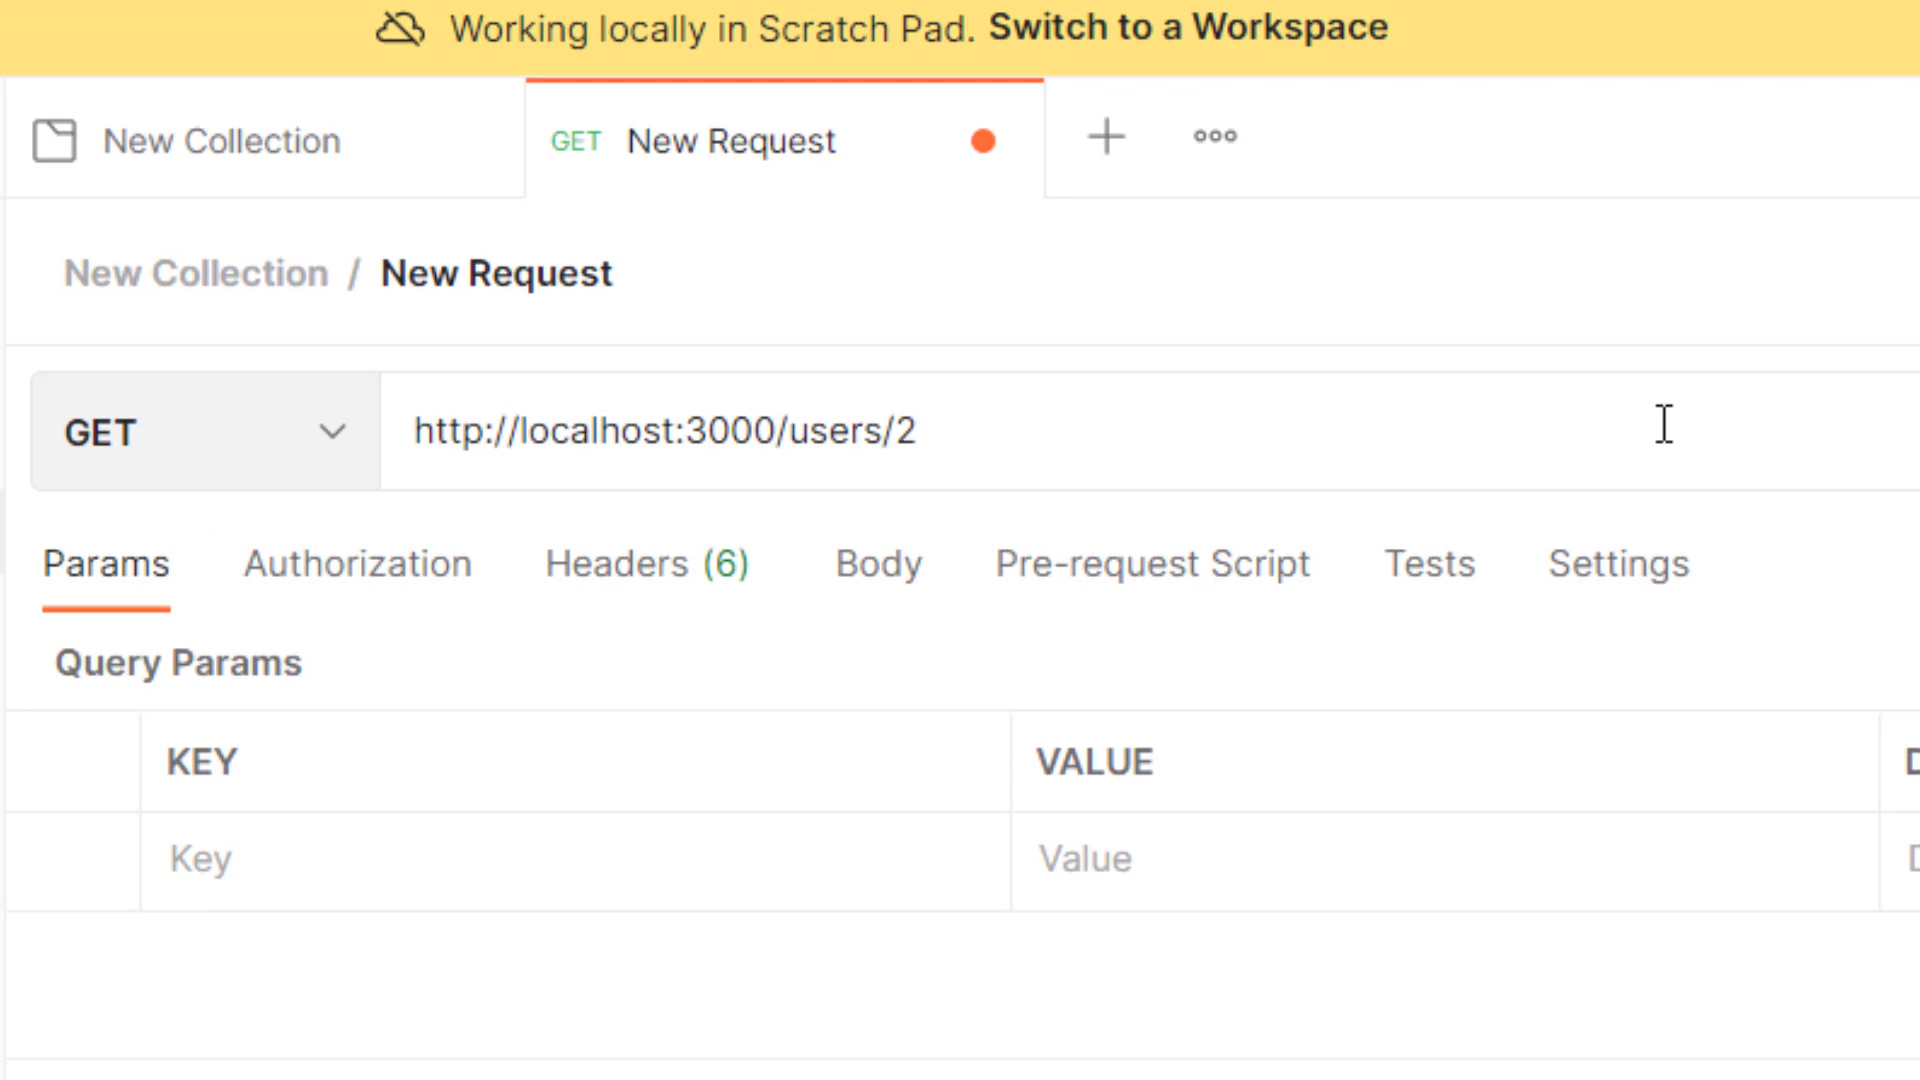 Working locally in Scratch Pad. Switch to a Workspace
New Collection
GET New Request
New Collection / New Request
GET
http://localhost:3000/users/2
Params Authorization Headers (6) Body Pre-request Script Tests Settings
Query Params
KEY VALUE
Key Value